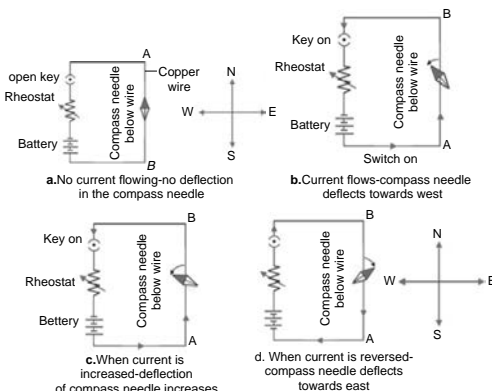 A
open key
Rheostat
Battery
Compass needle
below wire
Copper
wire
B
N
W
E
S
a.No current flowing-no deflection
in the compass needle
B
Key on
Rheostat
Battery
Compass needle
below wire
A
Switch on
b.Current flows-compass needle
deflects towards west
B
Key on
Rheostat
Bettery
Compass needle
below wire
A
c.When current is
increased-deflection
of compass needle increases
B
Compass needle
below wire
A
N
W
E
S
d. When current is reversed-
compass needle deflects
towards east